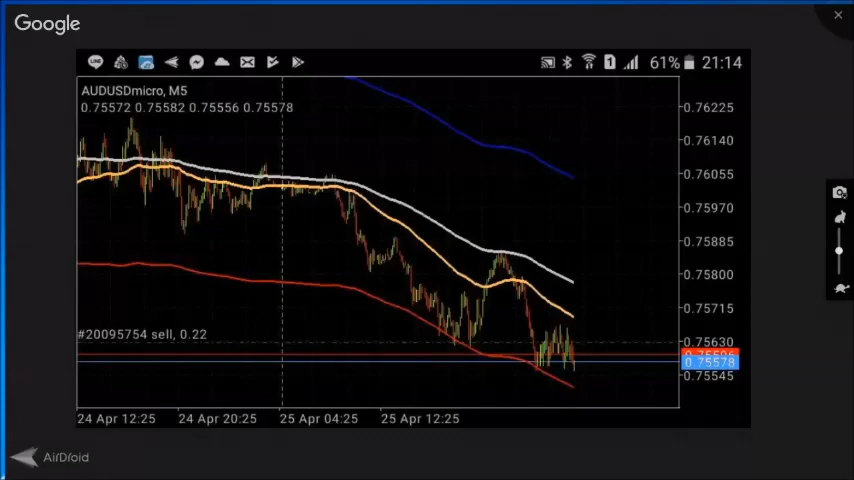 Google
1 61% 21:14
AUDUSDmicro, M5
0.75572 0.75582 0.75556 0.75578
0.76225
0.76140
0.76055
0.75970
0.75885
0.75800
0.75715
#20095754 sell, 0.22
0.75630
0.75578
0.75545
24 Apr 12:25 24 Apr 20:25 25 Apr 04:25 25 Apr 12:25
AirDroid